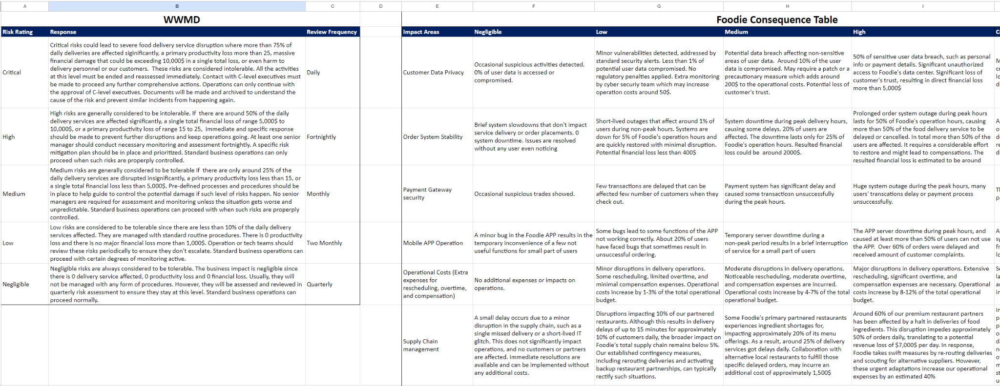 A B C D E F G H I
WWMD
Foodie Consequence Table
Risk Rating Response Review Frequency
Impact Areas Negligible Low Medium High
Critical
Critical risks could lead to severe food delivery service disruption where more than 75% of
daily deliveries are affected siginificantly, a primary productivity loss more than 25, massive
financial damage that could be exceeding 10,000$ in a single total loss, or even harm to
delivery personnel or our customers.  These risks are considered intolerable. All the activities
at this level must be ended and reassessed immediately. Contact with C-level executives must
be made to proceed any further comprehensive actions. Operations can only continue with
the approval of C-level executives. Documents will be made and archived to understand the
cause of the risk and prevent similar incidents from happening again.
Daily
High
High risks are generally considered to be intolerable. If  there are around 50% of the daily
delivery services are affected significantly, a single total financial loss of range 5,000$ to
10,000$, or a primary productivity loss of range 15 to 25,  immediate and specific response
should be made to prevent further disruptions and keep operations going. At least one senior
manager should conduct necessary monitoring and assessment fortnightly. A specific risk
mitigation plan should be in place and prioritized. Standard business operations can only
proceed when such risks are properply controlled.
Fortnightly
Medium
Medium risks are generally considered to be tolerable if  there are only around 25% of the
daily delivery services are disrupted insignificantly, a primary productivity loss less than 15, or
a single total financial loss less than 5,000$. Pre-defined processes and procedures should be
in place to help guide to control the potential damage if such level of risks happen. No senior
managers are required for assessment and monitoring unless the situation gets worse and
unpredictable. Standard business operations can proceed with when such risks are properply
controlled.
Monthly
Low
Low risks are considered to be tolerable since there are less than 10% of the daily delivery
services affected. They are managed with standard routine procedures. There is 0 productivity
loss and there is no major financial loss more than 1,000$. Operation or tech teams should
review these risks periodically to ensure they don't escalate. Standard business operations can
proceed with certain degrees of monitoring active.
Two Monthly
Negligible
Negligible risks are always considered to be tolerable. The business impact is negligible since
there is 0 delivery service affected, 0 productivity loss and 0 financial loss. Usually, they will
not be managed with any form of procedures. However, they will be assessed and reviewed in
quarterly risk assessment to ensure they stay at this level. Standard business operations can
proceed normally.
Quarterly
Customer Data Privacy
Occasional suspicious activities detected.
0% of user data is accessed or
compromised.
Minor vulnerabilities detected, addressed by
standard security alerts. Less than 1% of
potential user data compromised. No
regulatory penalties applied. Extra monitoring
by cyber securiy team which may increase
operation costs around 50$.
Potential data breach affecting non-sensitive
areas of user data.  Around 10% of the user
data is compromised. May require a patch or a
precautionary measure which adds around
200$ to the operational costs. Potential loss of
customer's trust.
50% of sensitive user data breach, such as personal
info or payment details. Significant unauthorized
access to Foodie's data center. Significant loss of
customer's trust, resulting in direct financial loss
more than 5,000$
Order System Stability
Brief system slowdowns that don't impact
service delivery or order placements. 0
system downtime. Issues are resolved
without any user even noticing
Short-lived outages that affect around 1% of
users during non-peak hours. Systems are
down for 5% of Foodie's operation hours and
are quickly restored with minimal disruption.
Potential financial loss less than 400$
System downtime during peak delivery hours,
causing some delays. 20% of users are
affected. The downtime lasts only for 25% of
Foodie's operation hours. Resulted financial
loss could be  around 2000$.
Prolonged order system outage during peak hours
lasts for 50% of Foodie's operation hours, causing
more than 50% of the food delivery service to be
delayed or cancelled. In total more than 50% of the
users are affected. It requires a considerable effort
to restore and might lead to compensations. The
resulted financial loss is estimated to be around
Payment Gateway
security
Occasional suspicious trades showed.
Few transactions are delayed that can be
affected few number of customers when they
check out.
Payment system has significant delay and
caused some transactiosn unsuccessfully
during the peak hours.
Huge system outage during the peak hours, many
users' transcations delay or payment process
unsuccessfully.
Mobile APP Operation
A minor bug in the Foodie APP results in the
temporary inconvenience of a few not
useful functions for small part of users
Some bugs lead to some functions of the APP
not working correctly. About 20% of users
have faced bugs that sometimes result in
unsuccessful ordering.
Temporary server downtime during a
non-peak period results in a brief interruption
of service for a small part of users
The APP server downtime during peak hours, and
caused at least more than 50% of users can not use
the APP.  Over 60% of orders were delayed and
received amount of customer complaints.
Operational Costs (Extra
expenses for
rescheduling, overtime,
and compensation)
No additional expenses or impacts on
operations.
Minor disruptions in delivery operations.
Some rescheduling, limited overtime, and
minimal compensation expenses. Operational
costs increase by 1-3% of the total operational
budget.
Moderate disruptions in delivery operations.
Noticeable rescheduling, moderate overtime,
and compensation expenses are incurred.
Operational costs increase by 4-7% of the total
operational budget.
Major disruptions in delivery operations. Extensive
rescheduling, significant overtime, and
compensation expenses are necessary. Operational
costs increase by 8-12% of the total operational
budget.
Supply Chain
management
A small delay occurs due to a minor
disruption in the supply chain, such as a
single missed delivery or a short-lived IT
glitch. This does not significantly impact
operations, and no customers or partners
are affected. Immediate resolutions are
available and can be implemented without
any additional costs.
Disruptions impacting 10% of our partnered
restaurants. Although this results in delivery
delays of up to 15 minutes for approximately
10% of customers daily, the broader impact on
Foodie's total supply chain remains below 5%.
Our established contingency measures,
including rerouting deliveries and activating
backup restaurant partnerships, can typically
rectify such situations.
Some Foodie's primary partnered restaurants
experiences ingredient shortages for,
impacting approximately 20% of its menu
offerings. As a result, around 25% of delivery
services got delays daily. Collaboration with
alternative local restaurants to fulfill those
specific delayed orders, may incurre an
additional cost of approximately 1,500$
Around 60% of our premium restaurant partners
has been affected by a halt in deliveries of food
ingredients. This disruption impedes approximately
50% of orders daily, translating to a potential
revenue loss of $7,000$ per day. In response,
Foodie takes swift measures by re-routing deliveries
and scouting for alternative suppliers. However,
these urgent adaptations increase our operational
expenses by an estimated 40%